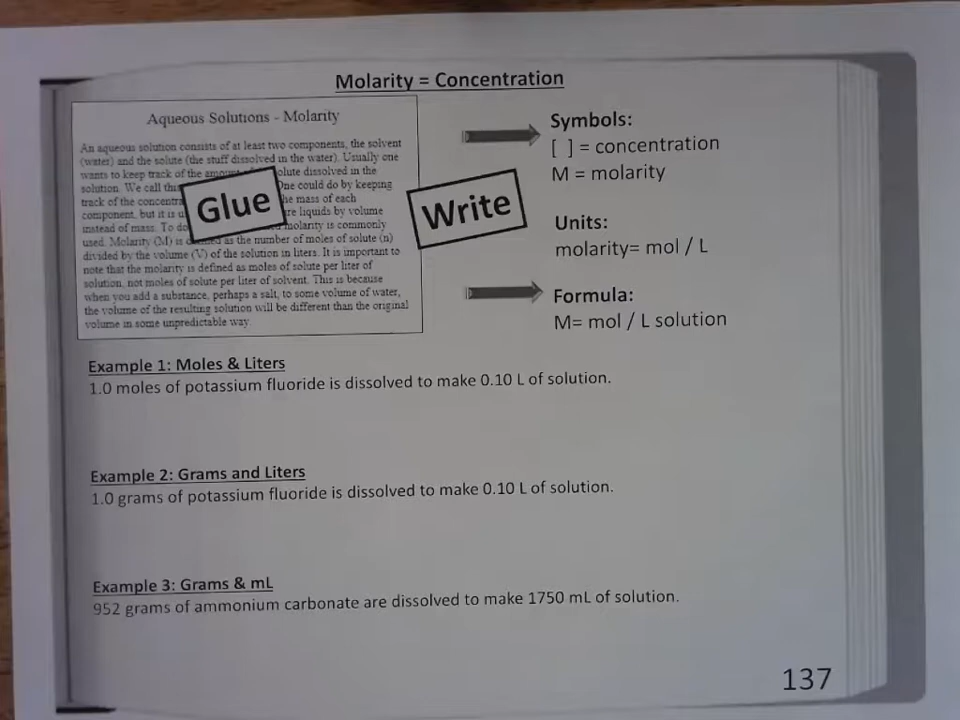 Molarity = Concentration
Aqueous Solutions - Molarity
An aqueous solution consists of at least two components, the solvent
(water) and the solute (the stuff dissolved in the water). Usually one
wants to keep track of the amount solute dissolved in the
solution. We call this One could do by keeping
track of the concentra he mass of each
component, but it is u re liquids by volume
instead of mass. To do molarity is commonly
used. Molarity (M) is defined as the number of moles of solute (n)
divided by the volume (V) of the solution in liters. It is important to
note that the molarity is defined as moles of solute per liter of
solution, not moles of solute per liter of solvent. This is because
when you add a substance, perhaps a salt, to some volume of water,
the volume of the resulting solution will be different than the original
volume in some unpredictable way.
Glue
Write
Symbols:
[ ] = concentration
M = molarity
Units:
molarity= mol / L
Formula:
M= mol / L solution
Example 1: Moles & Liters
1.0 moles of potassium fluoride is dissolved to make 0.10 L of solution.
Example 2: Grams and Liters
1.0 grams of potassium fluoride is dissolved to make 0.10 L of solution.
Example 3: Grams & mL
952 grams of ammonium carbonate are dissolved to make 1750 mL of solution.
137